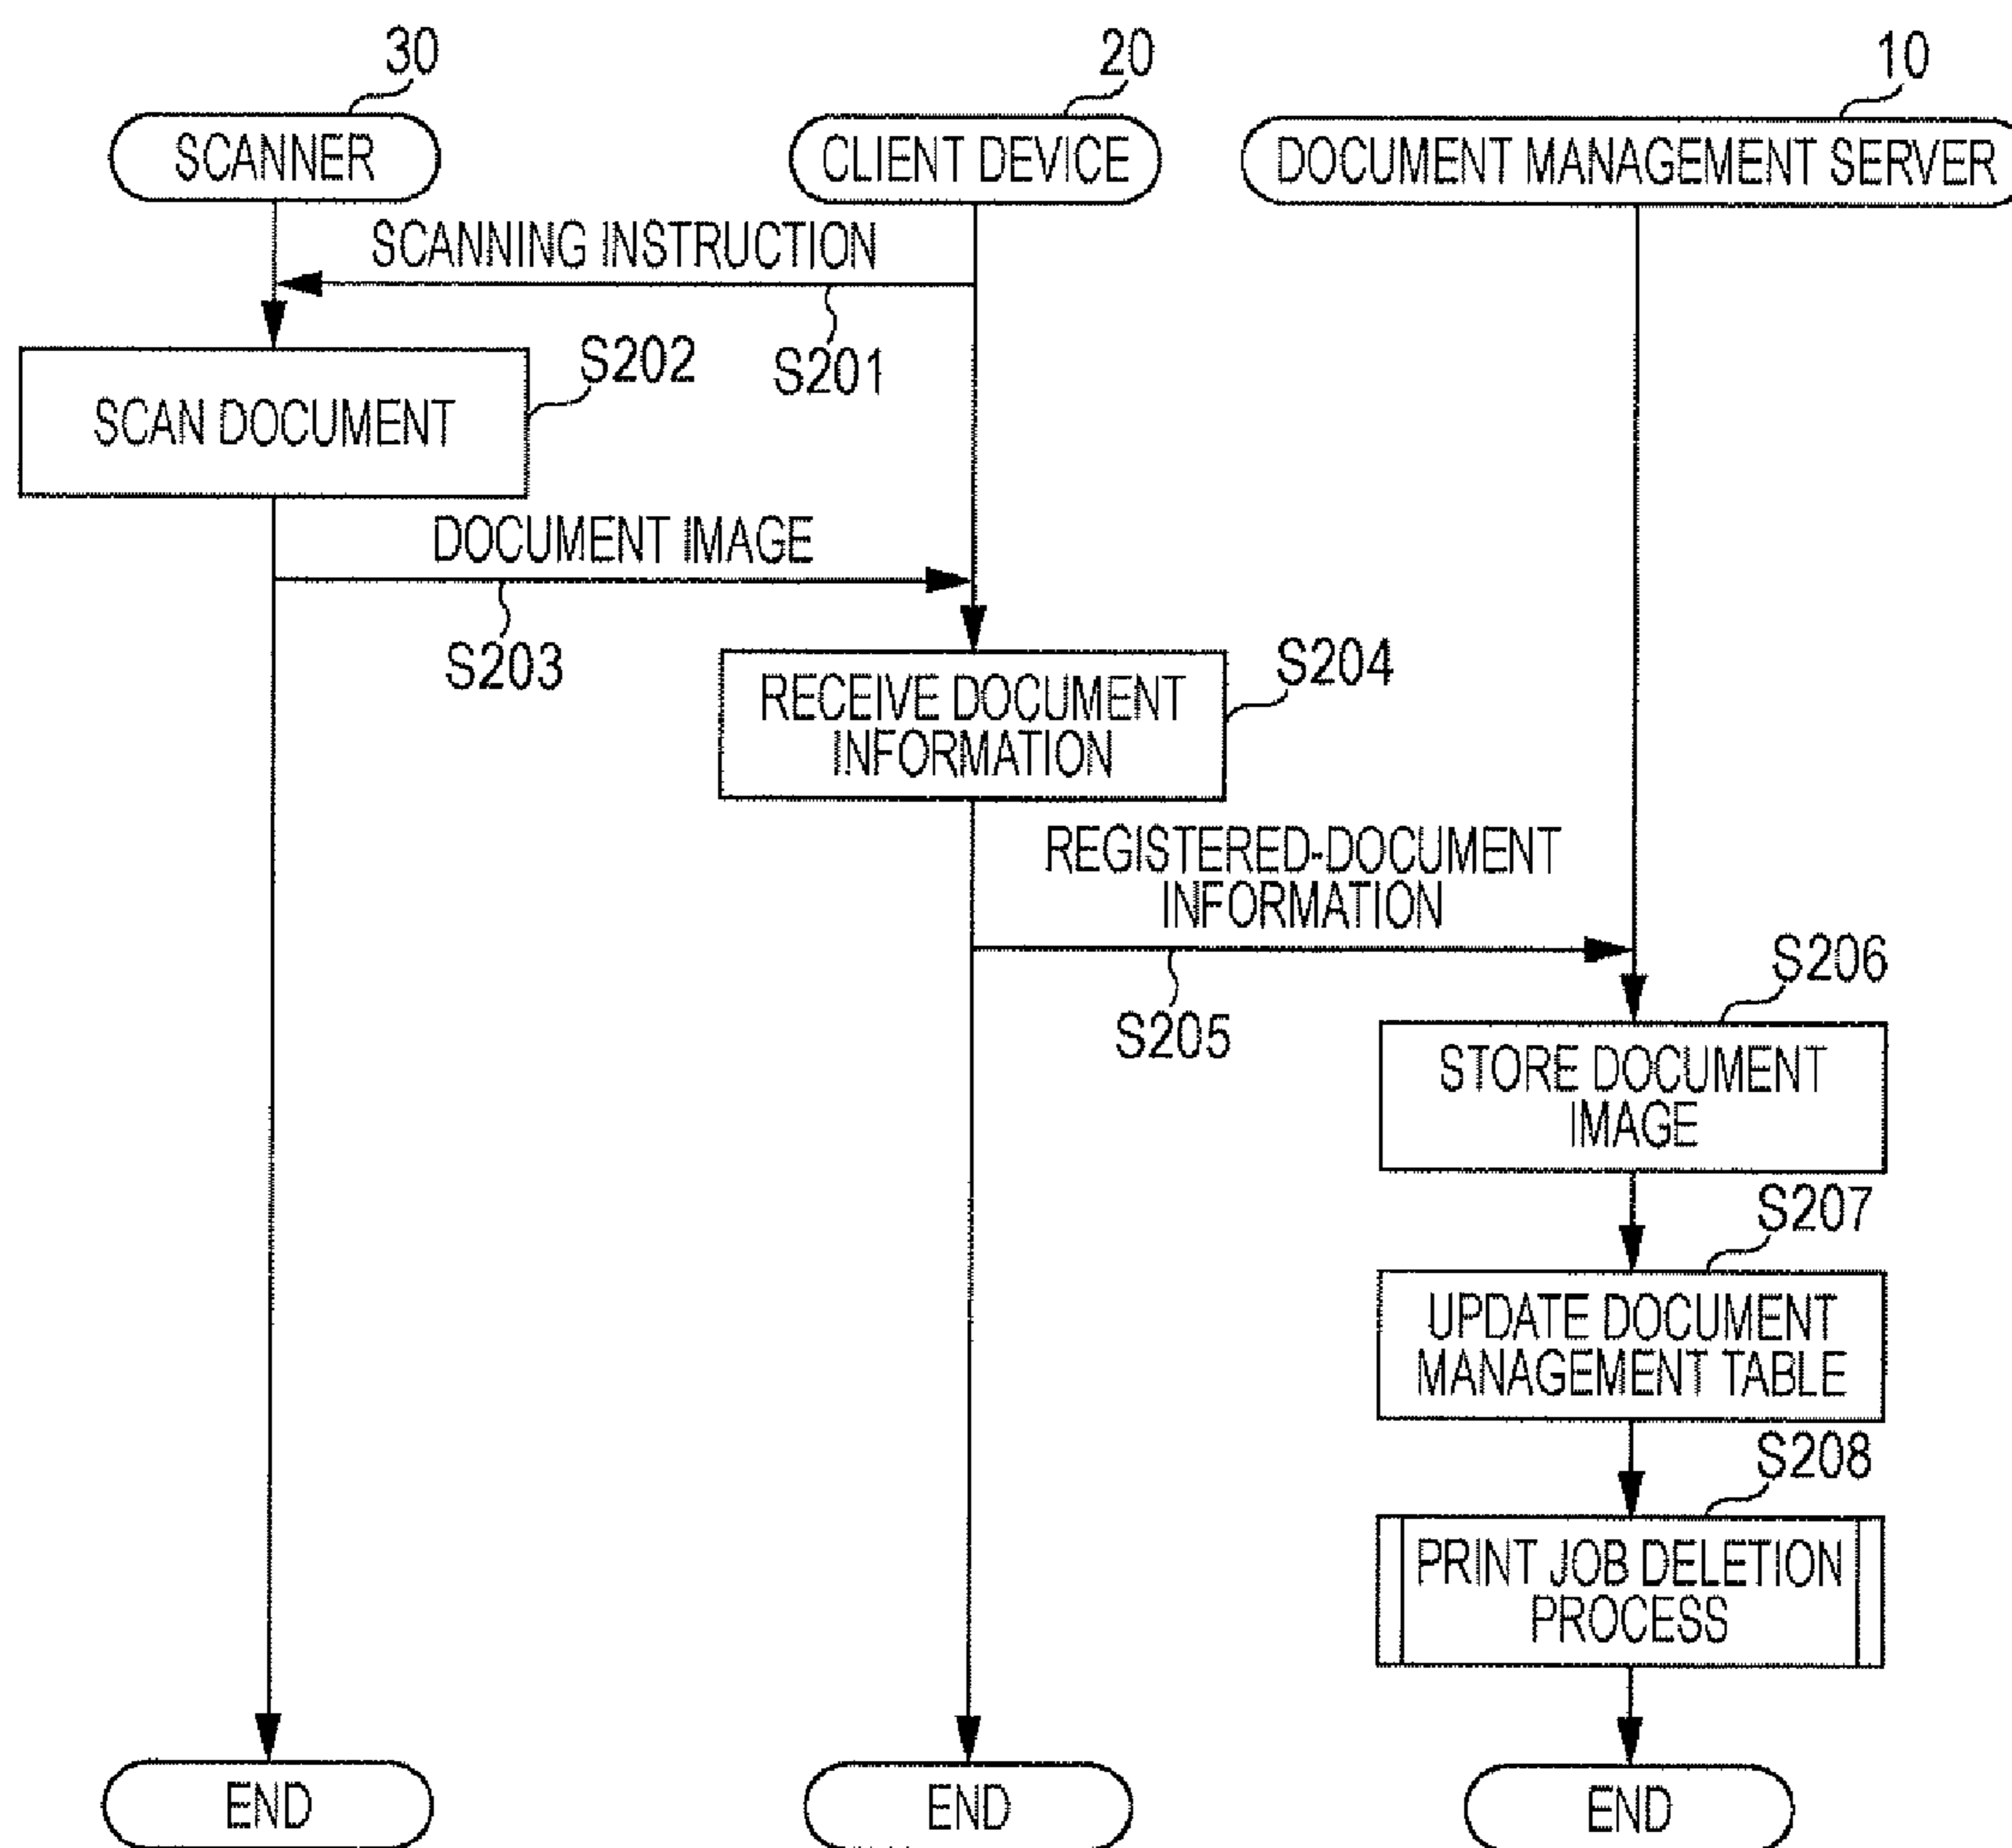 30
20
10
SCANNER
CLIENT DEVICE
DOCUMENT MANAGEMENT SERVER
SCANNING INSTRUCTION
S201
S202
SCAN DOCUMENT
DOCUMENT IMAGE
S203
S204
RECEIVE DOCUMENT
INFORMATION
REGISTERED-DOCUMENT
INFORMATION
S205
S206
STORE DOCUMENT
IMAGE
S207
UPDATE DOCUMENT
MANAGEMENT TABLE
S208
PRINT JOB DELETION
PROCESS
END
END
END